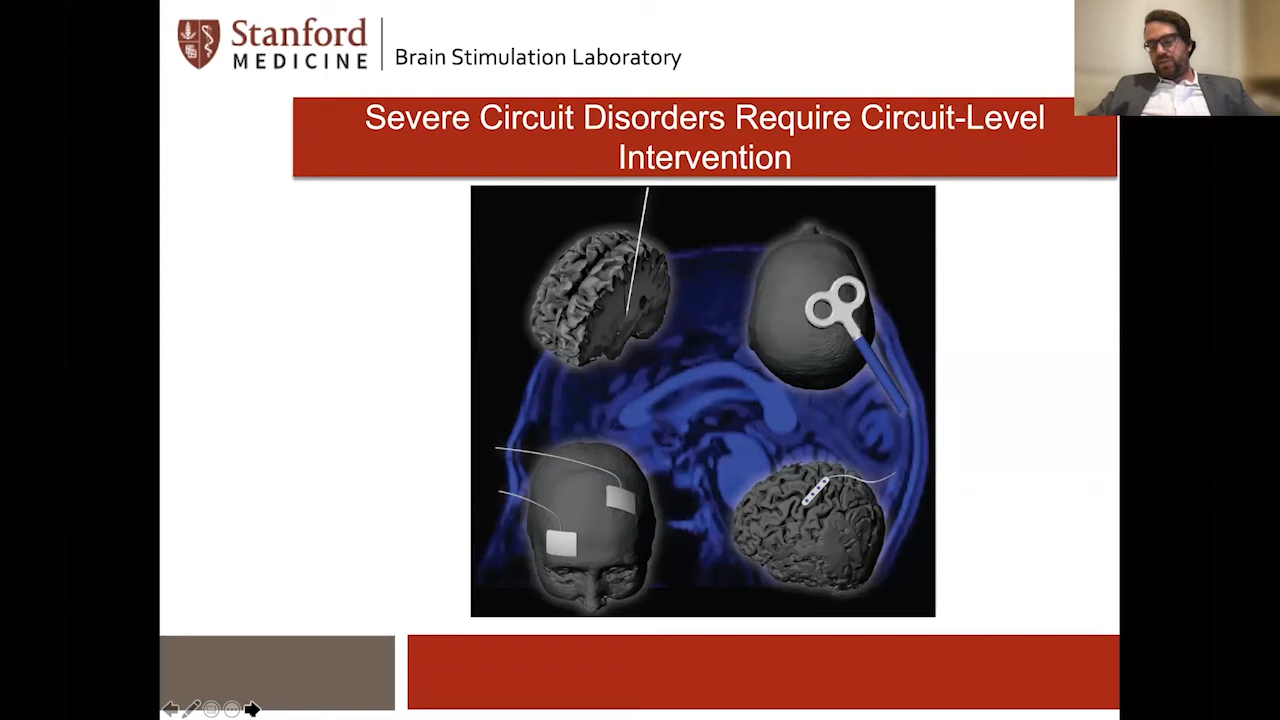 Stanford
MEDICINE
Brain Stimulation Laboratory
Severe Circuit Disorders Require Circuit-Level
Intervention